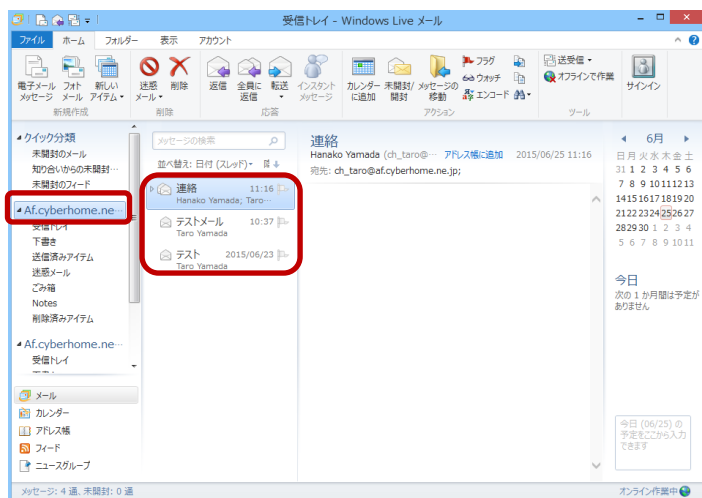 受信トレイ - Windows Live メール
ファイル ホーム フォルダー 表示 アカウント
電子メール メッセージ
フォト メール
新しい アイテム
迷惑 メール
削除
返信
全員に 返信
転送
インスタント メッセージ
カレンダー に追加
未開封/ 開封
メッセージの 移動
フラグ
ウォッチ
エンコード
送受信
オフラインで作業
サインイン
新規作成 削除 応答 アクション ツール
クイック分類
未開封のメール
知り合いからの未開封…
未開封のフィード
Af.cyberhome.ne…
受信トレイ
下書き
送信済みアイテム
迷惑メール
ごみ箱
Notes
削除済みアイテム
Af.cyberhome.ne…
受信トレイ
メール
カレンダー
アドレス帳
フィード
ニュースグループ
メッセージの検索
並べ替え: 日付 (スレッド)
連絡 11:16
Hanako Yamada; Taro…
テストメール 10:37
Taro Yamada
テスト 2015/06/23
Taro Yamada
連絡
Hanako Yamada (ch_taro@… アドレス帳に追加 2015/06/25 11:16
宛先: ch_taro@af.cyberhome.ne.jp;
6月
日 月 火 水 木 金 土
31 1 2 3 4 5 6
7 8 9 10 11 12 13
14 15 16 17 18 19 20
21 22 23 24 25 26 27
28 29 30 1 2 3 4
5 6 7 8 9 10 11
今日
次の 1 か月間は予定が
ありません
今日 (06/25) の
予定をここから入力
できます
メッセージ: 4 通、未開封: 0 通
オンライン作業中